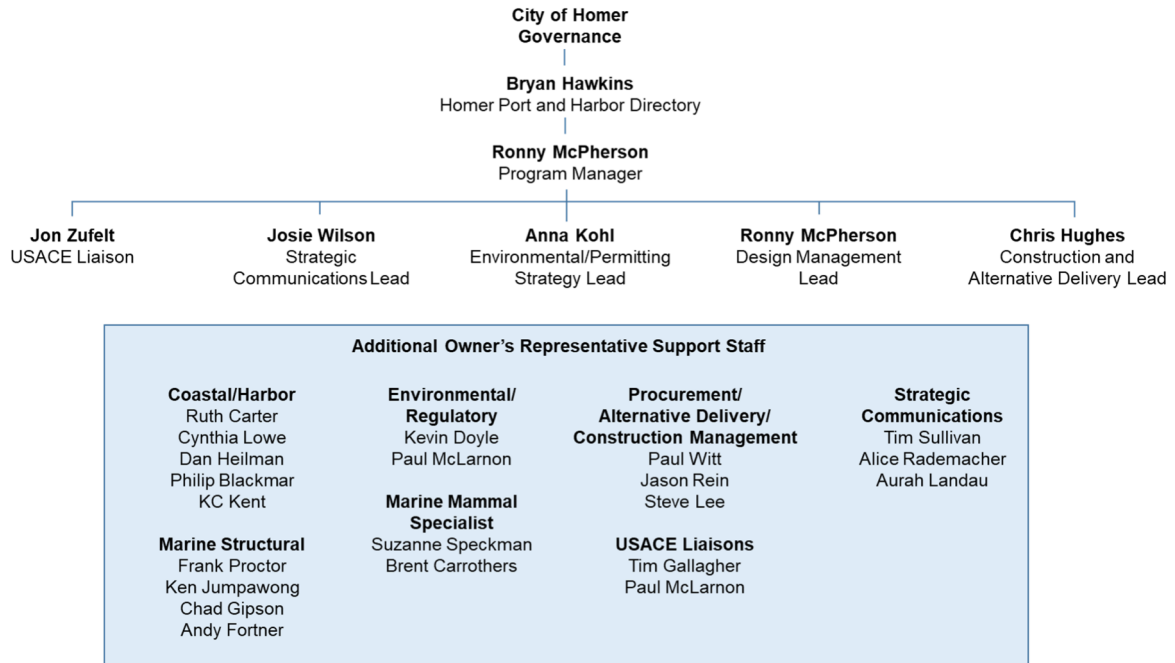 City of Homer
Governance
Bryan Hawkins
Homer Port and Harbor Directory
Ronny McPherson
Program Manager
Jon Zufelt
USACE Liaison
Josie Wilson
Strategic
Communications Lead
Anna Kohl
Environmental/Permitting
Strategy Lead
Ronny McPherson
Design Management
Lead
Chris Hughes
Construction and
Alternative Delivery Lead
Additional Owner's Representative Support Staff
Coastal/Harbor
Ruth Carter
Cynthia Lowe
Dan Heilman
Philip Blackmar
KC Kent
Marine Structural
Frank Proctor
Ken Jumpawong
Chad Gipson
Andy Fortner
Environmental/
Regulatory
Kevin Doyle
Paul McLarnon
Marine Mammal
Specialist
Suzanne Speckman
Brent Carrothers
Procurement/
Alternative Delivery/
Construction Management
Paul Witt
Jason Rein
Steve Lee
USACE Liaisons
Tim Gallagher
Paul McLarnon
Strategic
Communications
Tim Sullivan
Alice Rademacher
Aurah Landau